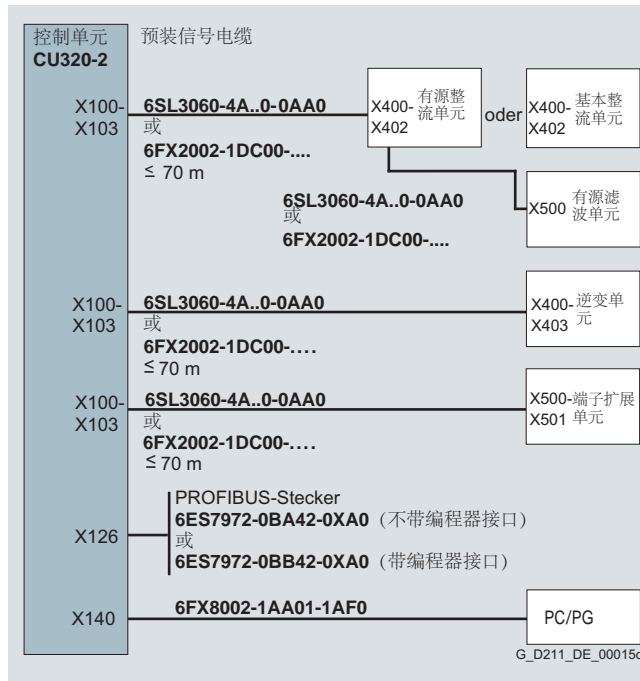 控制单元
CU320-2
预装信号电缆
X100-
X103
6SL3060-4A..0-0AA0
或
6FX2002-1DC00-....
≤ 70 m
X400-
X402
有源整
流单元
oder
X400-
X402
基本整
流单元
6SL3060-4A..0-0AA0
或
6FX2002-1DC00-....
X500
有源滤
波单元
X100-
X103
6SL3060-4A..0-0AA0
或
6FX2002-1DC00-....
≤ 70 m
X400-
X403
逆变单
元
X100-
X103
6SL3060-4A..0-0AA0
或
6FX2002-1DC00-....
≤ 70 m
X500-端子扩展
X501 单元
X126
PROFIBUS-Stecker
6ES7972-0BA42-0XA0 (不带编程器接口)
或
6ES7972-0BB42-0XA0 (带编程器接口)
X140
6FX8002-1AA01-1AF0
PC/PG
G_D211_DE_00015c